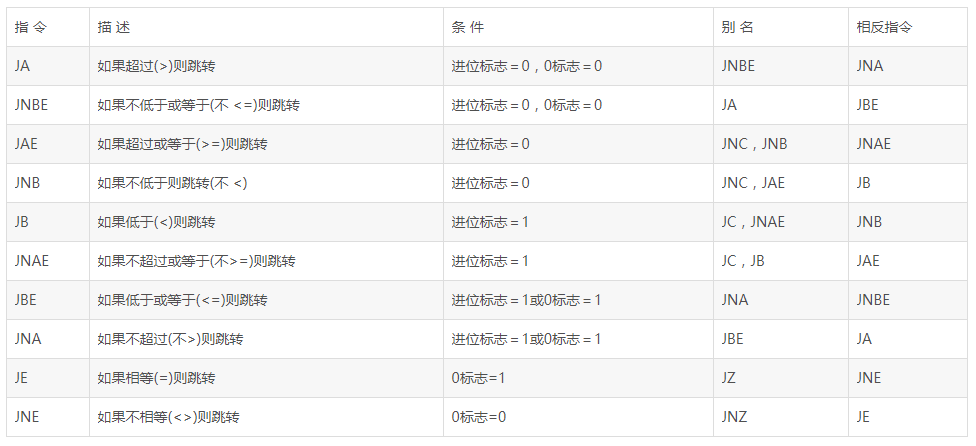 指 令 描 述 条 件 别 名 相反指令
JA 如果超过(>)则跳转 进位标志＝0，0标志＝0 JNBE JNA
JNBE 如果不低于或等于(不 <=)则跳转 进位标志＝0，0标志＝0 JA JBE
JAE 如果超过或等于(>=)则跳转 进位标志＝0 JNC，JNB JNAE
JNB 如果不低于则跳转(不 <) 进位标志＝0 JNC，JAE JB
JB 如果低于(<)则跳转 进位标志＝1 JC，JNAE JNB
JNAE 如果不超过或等于(不>=)则跳转 进位标志＝1 JC，JB JAE
JBE 如果低于或等于(<=)则跳转 进位标志＝1或0标志＝1 JNA JNBE
JNA 如果不超过(不>)则跳转 进位标志＝1或0标志＝1 JBE JA
JE 如果相等(=)则跳转 0标志=1 JZ JNE
JNE 如果不相等(<>)则跳转 0标志=0 JNZ JE